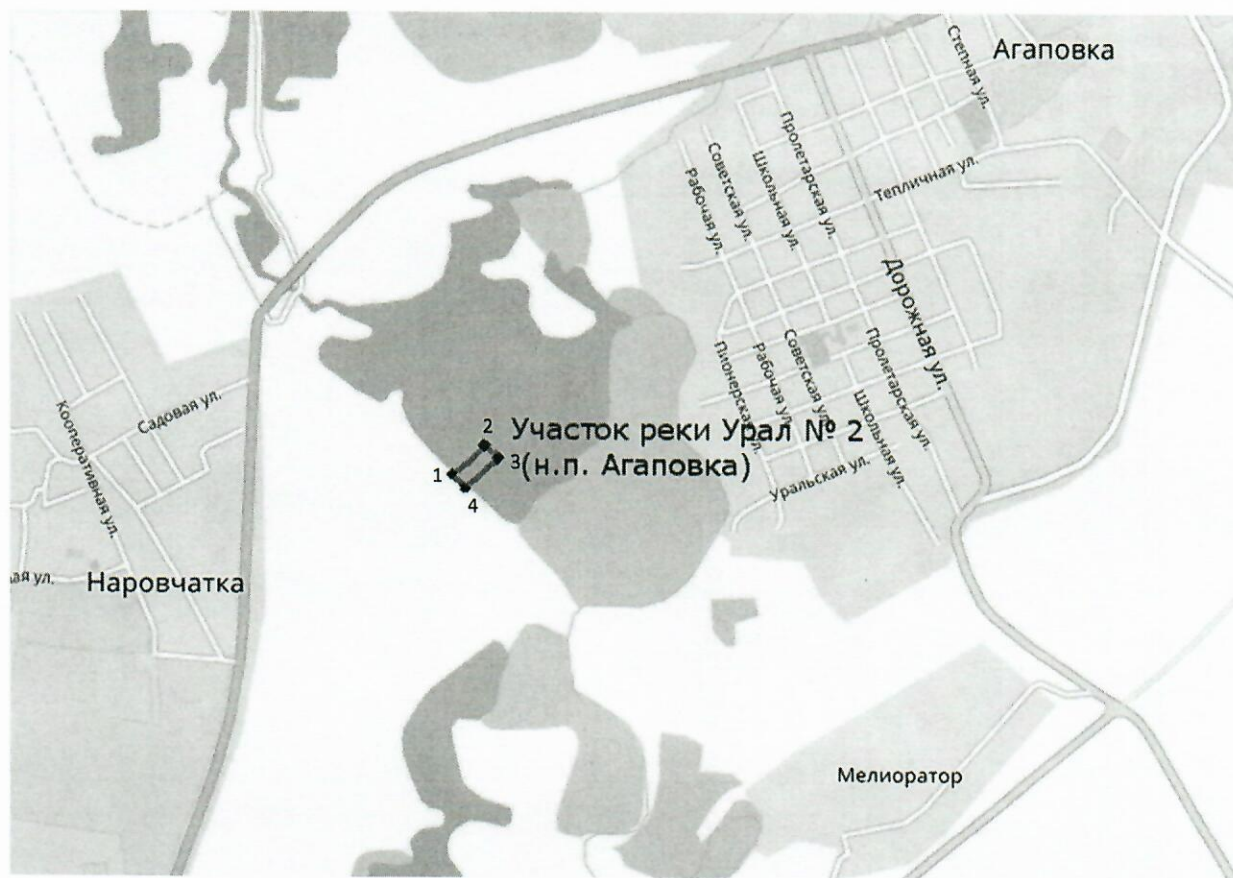 Агаповка
Степная ул.
Пролетарская ул.
Школьная ул.
Советская ул.
Рабочая ул.
Тепличная ул.
Дорожная ул.
Пионерская ул.
Рабочая ул.
Советская ул.
Школьная ул.
Пролетарская ул.
Уральская ул.
Садовая ул.
Кооперативная ул.
2 Участок реки Урал № 2
1 3 (н.п. Агаповка)
4
ая ул.
Наровчатка
Мелиоратор